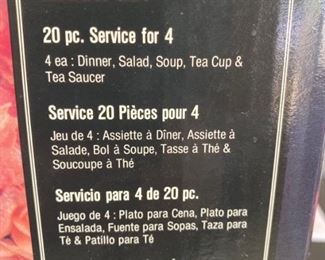 20 pc. Service for 4
4 ea : Dinner, Salad, Soup, Tea Cup &
Tea Saucer
Service 20 Pièces pour 4
Jeu de 4 : Assiette à Dîner, Assiette à
Salade, Bol à Soupe, Tasse à Thé &
Soucoupe à Thé
Servicio para 4 de 20 pc.
Juego de 4 : Plato para Cena, Plato para
Ensalada, Fuente para Sopas, Taza para
Tè & Patillo para Té